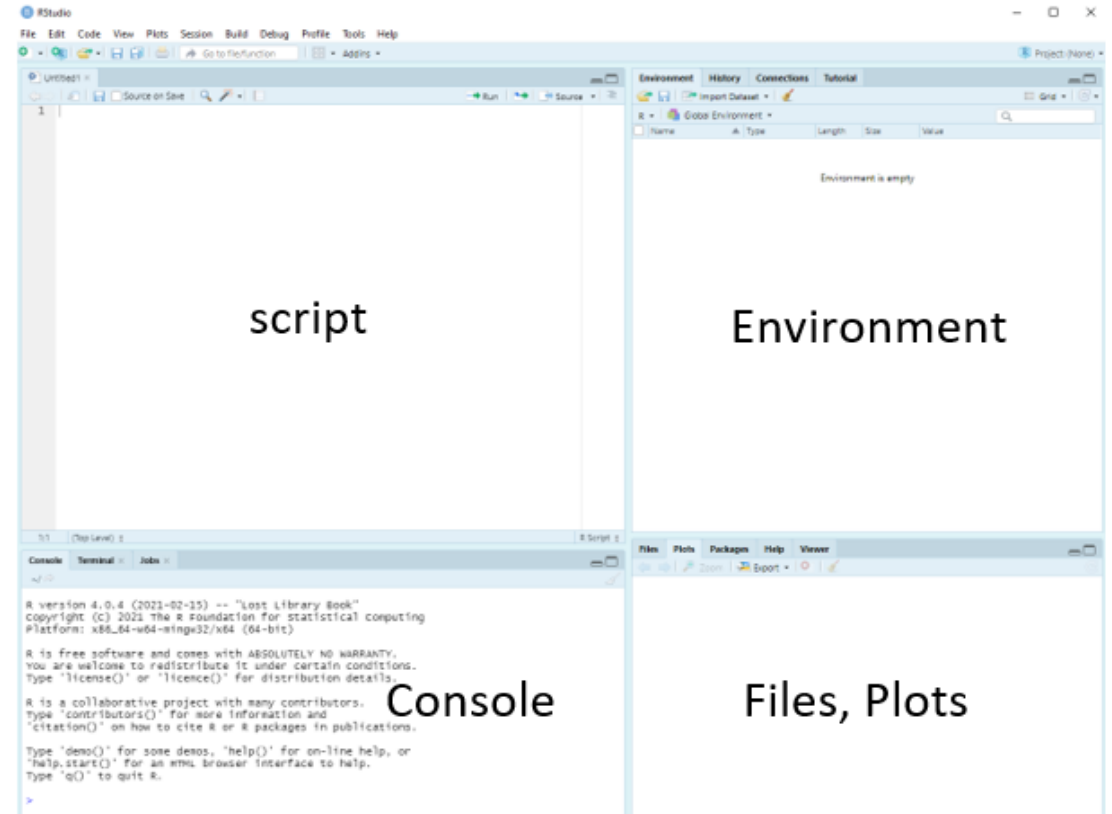 RStudio
File Edit Code View Plots Session Build Debug Profile Tools Help
Go to file/function Addins
Project: (None)
Untitled1
Source on Save Run Source
1
script
1:1 (Top Level) R Script
Environment History Connections Tutorial
Import Dataset Grid
R Global Environment
Name Type Length Size Value
Environment is empty
Environment
Console Terminal Jobs
~/
R version 4.0.4 (2021-02-15) -- "Lost Library Book"
Copyright (C) 2021 The R Foundation for Statistical Computing
Platform: x86_64-w64-mingw32/x64 (64-bit)
R is free software and comes with ABSOLUTELY NO WARRANTY.
You are welcome to redistribute it under certain conditions.
Type 'license()' or 'licence()' for distribution details.
R is a collaborative project with many contributors.
Type 'contributors()' for more information and
'citation()' on how to cite R or R packages in publications.
Type 'demo()' for some demos, 'help()' for on-line help, or
'help.start()' for an HTML browser interface to help.
Type 'q()' to quit R.
>
Console
Files Plots Packages Help Viewer
Zoom Export
Files, Plots